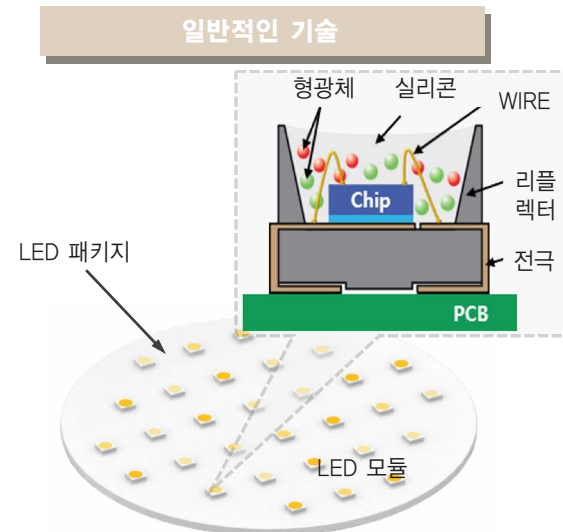 일반적인 기술
형광체
실리콘
WIRE
Chip
리플
렉터
LED 패키지
전극
PCB
LED 모듈